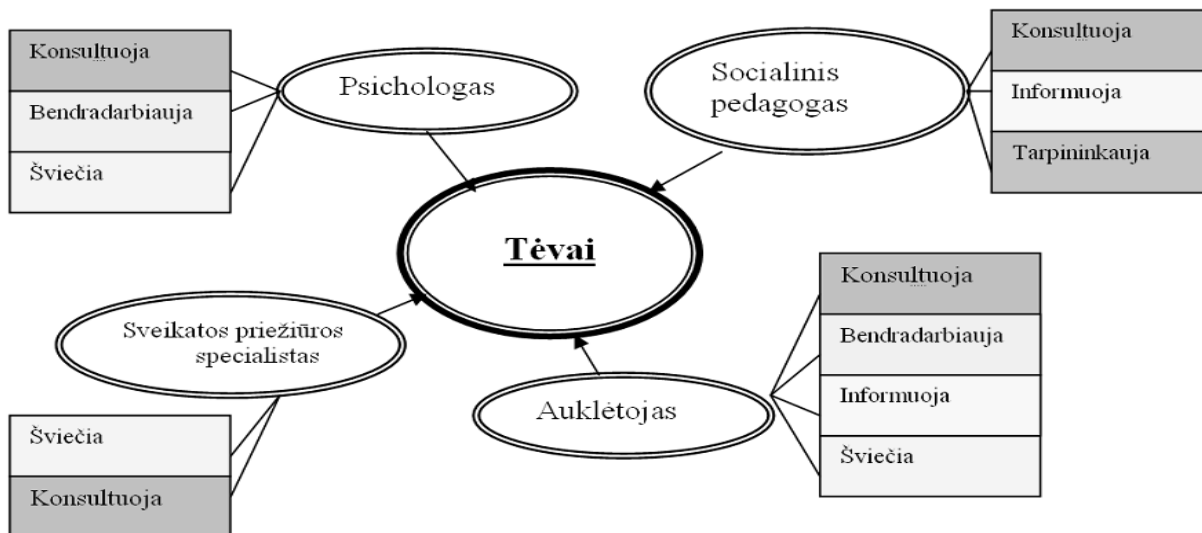 Konsultuoja
Bendradarbiauja
Šviečia
Psichologas
Socialinis
pedagogas
Konsultuoja
Informuoja
Tarpininkauja
Tėvai
Sveikatos priežiūros
specialistas
Šviečia
Konsultuoja
Auklėtojas
Konsultuoja
Bendradarbiauja
Informuoja
Šviečia